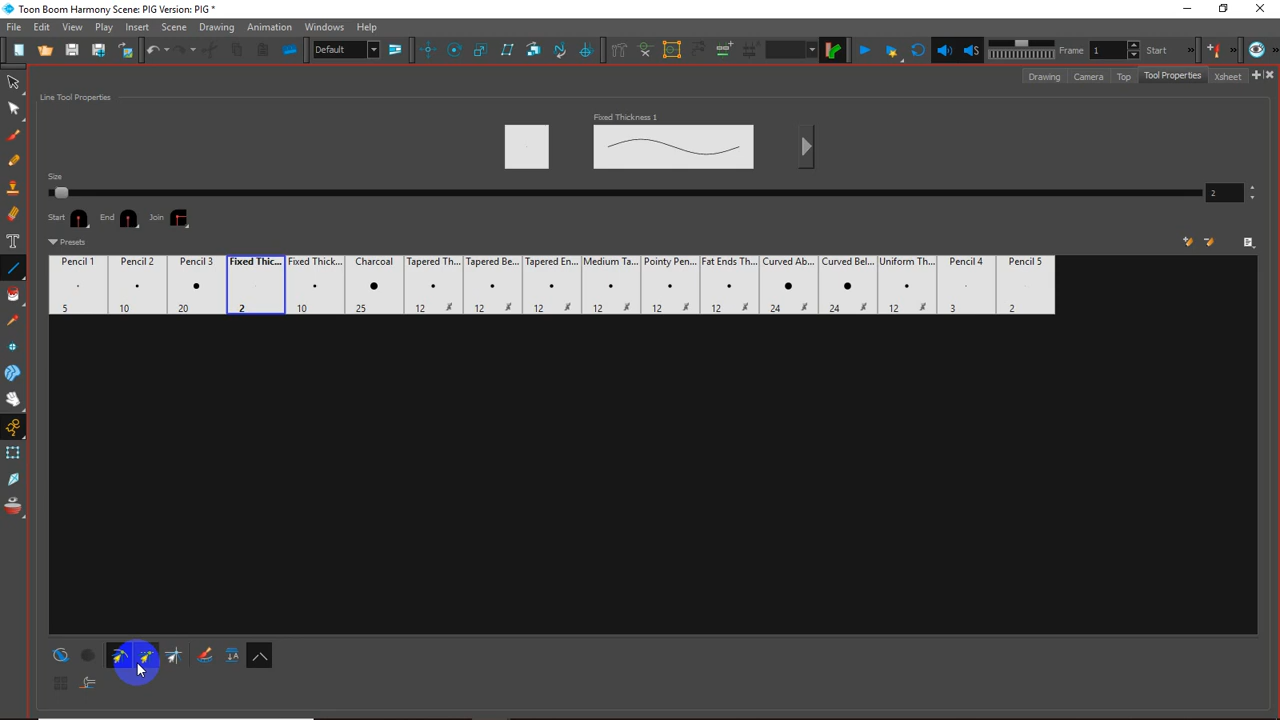 Toon Boom Harmony Scene: PIG Version: PIG *
File Edit View Play Insert Scene Drawing Animation Windows Help
Default Frame 1 Start
Drawing Camera Top Tool Properties Xsheet
Line Tool Properties
Fixed Thickness 1
Size
2
Start End Join
Presets
Pencil 1 Pencil 2 Pencil 3 Fixed Thic... Fixed Thick... Charcoal Tapered Th... Tapered Be... Tapered En... Medium Ta... Pointy Pen... Fat Ends Th... Curved Ab... Curved Bel... Uniform Th... Pencil 4 Pencil 5
5 10 20 2 10 25 12 12 12 12 12 12 24 24 12 3 2